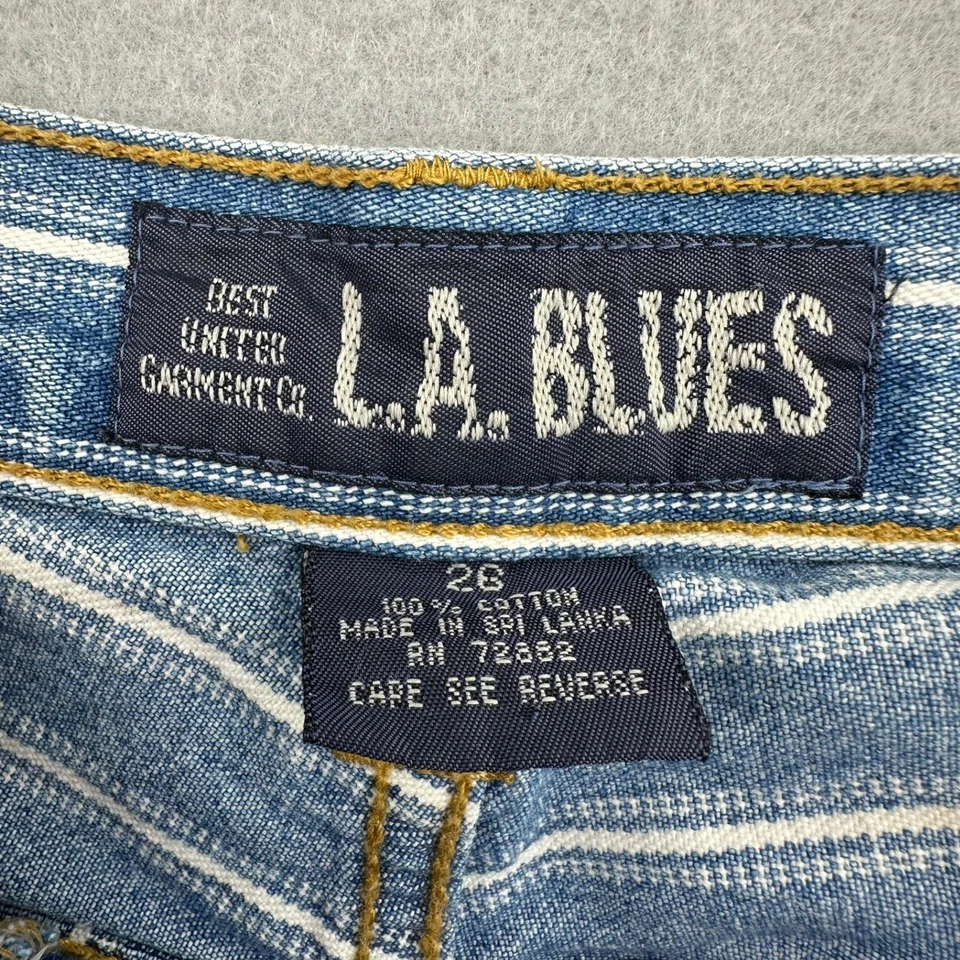 BEST
UNITED
GARMENT CO.
L.A. BLUES
26
100% COTTON
MADE IN SRI LANKA
RN 72882
CARE SEE REVERSE